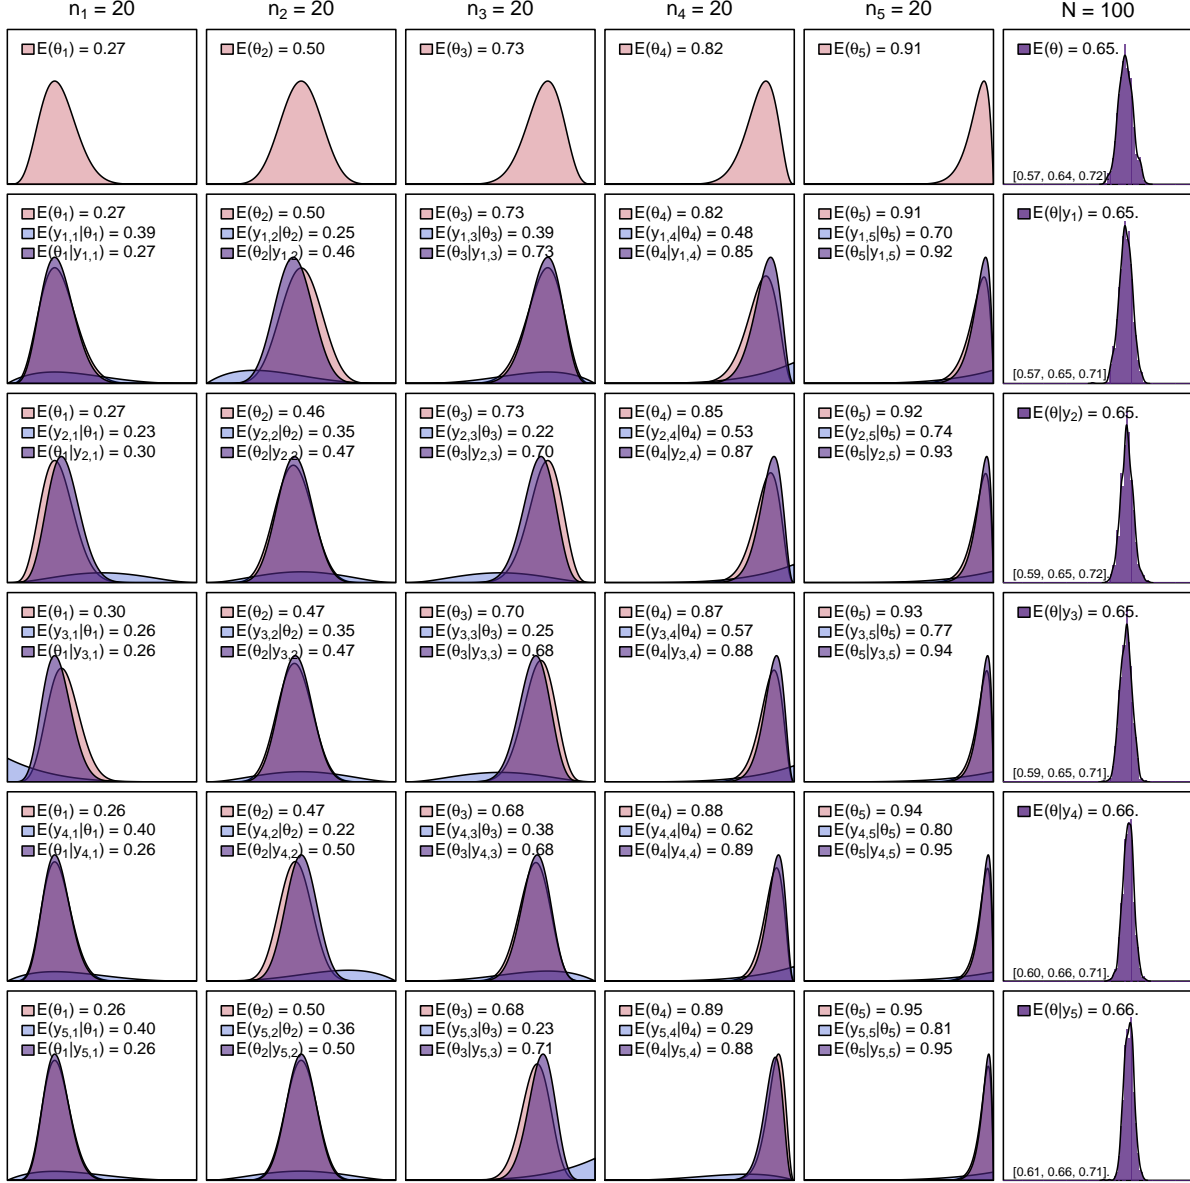 n₁ = 20 n₂ = 20 n₃ = 20 n₄ = 20 n₅ = 20 N = 100
E(θ₁) = 0.27
E(θ₂) = 0.50
E(θ₃) = 0.73
E(θ₄) = 0.82
E(θ₅) = 0.91
E(θ) = 0.65.
[0.57, 0.64, 0.72].
E(θ₁) = 0.27
E(y₁,₁|θ₁) = 0.39
E(θ₁|y₁,₁) = 0.27
E(θ₂) = 0.50
E(y₁,₂|θ₂) = 0.25
E(θ₂|y₁,₂) = 0.46
E(θ₃) = 0.73
E(y₁,₃|θ₃) = 0.39
E(θ₃|y₁,₃) = 0.73
E(θ₄) = 0.82
E(y₁,₄|θ₄) = 0.48
E(θ₄|y₁,₄) = 0.85
E(θ₅) = 0.91
E(y₁,₅|θ₅) = 0.70
E(θ₅|y₁,₅) = 0.92
E(θ|y₁) = 0.65.
[0.57, 0.65, 0.71].
E(θ₁) = 0.27
E(y₂,₁|θ₁) = 0.23
E(θ₁|y₂,₁) = 0.30
E(θ₂) = 0.46
E(y₂,₂|θ₂) = 0.35
E(θ₂|y₂,₂) = 0.47
E(θ₃) = 0.73
E(y₂,₃|θ₃) = 0.22
E(θ₃|y₂,₃) = 0.70
E(θ₄) = 0.85
E(y₂,₄|θ₄) = 0.53
E(θ₄|y₂,₄) = 0.87
E(θ₅) = 0.92
E(y₂,₅|θ₅) = 0.74
E(θ₅|y₂,₅) = 0.93
E(θ|y₂) = 0.65.
[0.59, 0.65, 0.72].
E(θ₁) = 0.30
E(y₃,₁|θ₁) = 0.26
E(θ₁|y₃,₁) = 0.26
E(θ₂) = 0.47
E(y₃,₂|θ₂) = 0.35
E(θ₂|y₃,₂) = 0.47
E(θ₃) = 0.70
E(y₃,₃|θ₃) = 0.25
E(θ₃|y₃,₃) = 0.68
E(θ₄) = 0.87
E(y₃,₄|θ₄) = 0.57
E(θ₄|y₃,₄) = 0.88
E(θ₅) = 0.93
E(y₃,₅|θ₅) = 0.77
E(θ₅|y₃,₅) = 0.94
E(θ|y₃) = 0.65.
[0.59, 0.65, 0.71].
E(θ₁) = 0.26
E(y₄,₁|θ₁) = 0.40
E(θ₁|y₄,₁) = 0.26
E(θ₂) = 0.47
E(y₄,₂|θ₂) = 0.22
E(θ₂|y₄,₂) = 0.50
E(θ₃) = 0.68
E(y₄,₃|θ₃) = 0.38
E(θ₃|y₄,₃) = 0.68
E(θ₄) = 0.88
E(y₄,₄|θ₄) = 0.62
E(θ₄|y₄,₄) = 0.89
E(θ₅) = 0.94
E(y₄,₅|θ₅) = 0.80
E(θ₅|y₄,₅) = 0.95
E(θ|y₄) = 0.66.
[0.60, 0.66, 0.71].
E(θ₁) = 0.26
E(y₅,₁|θ₁) = 0.40
E(θ₁|y₅,₁) = 0.26
E(θ₂) = 0.50
E(y₅,₂|θ₂) = 0.36
E(θ₂|y₅,₂) = 0.50
E(θ₃) = 0.68
E(y₅,₃|θ₃) = 0.23
E(θ₃|y₅,₃) = 0.71
E(θ₄) = 0.89
E(y₅,₄|θ₄) = 0.29
E(θ₄|y₅,₄) = 0.88
E(θ₅) = 0.95
E(y₅,₅|θ₅) = 0.81
E(θ₅|y₅,₅) = 0.95
E(θ|y₅) = 0.66.
[0.61, 0.66, 0.71].